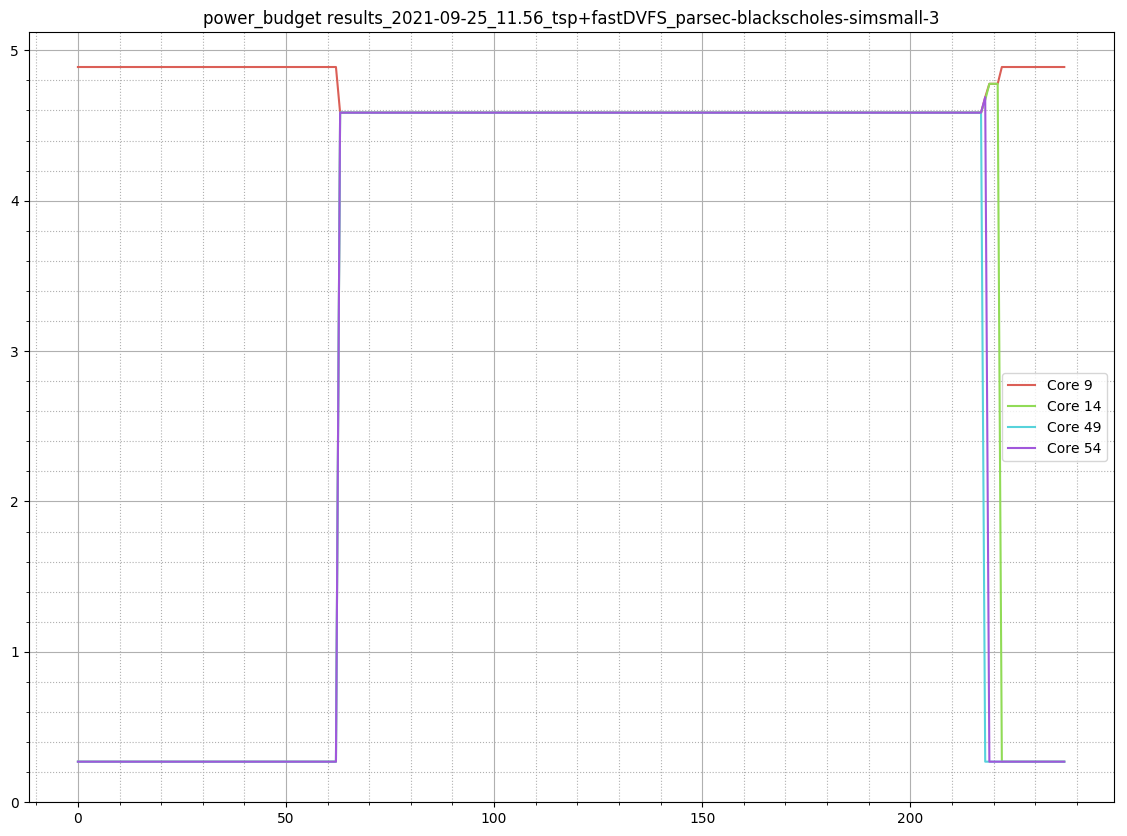 power_budget results_2021-09-25_11.56_tsp+fastDVFS_parsec-blackscholes-simsmall-3
5
4
3
2
1
0
Core 9
Core 14
Core 49
Core 54
0 50 100 150 200